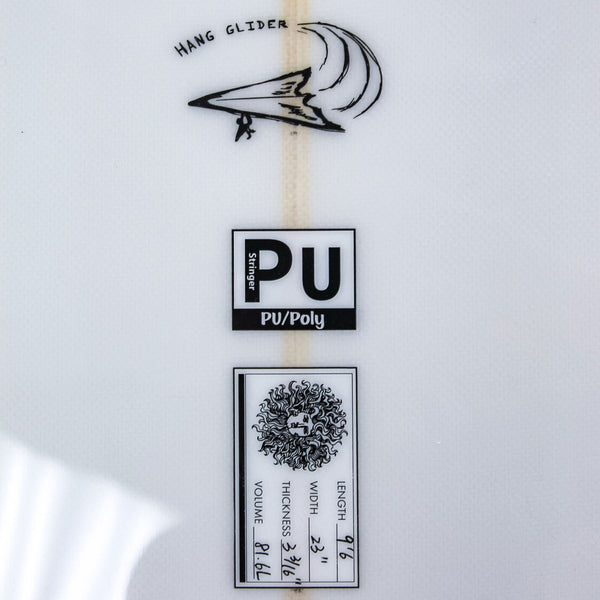 HANG GLIDER
PU
Stringer
PU/Poly
LENGTH 9'6
WIDTH 23"
THICKNESS 3 3/16"
VOLUME 81.6L